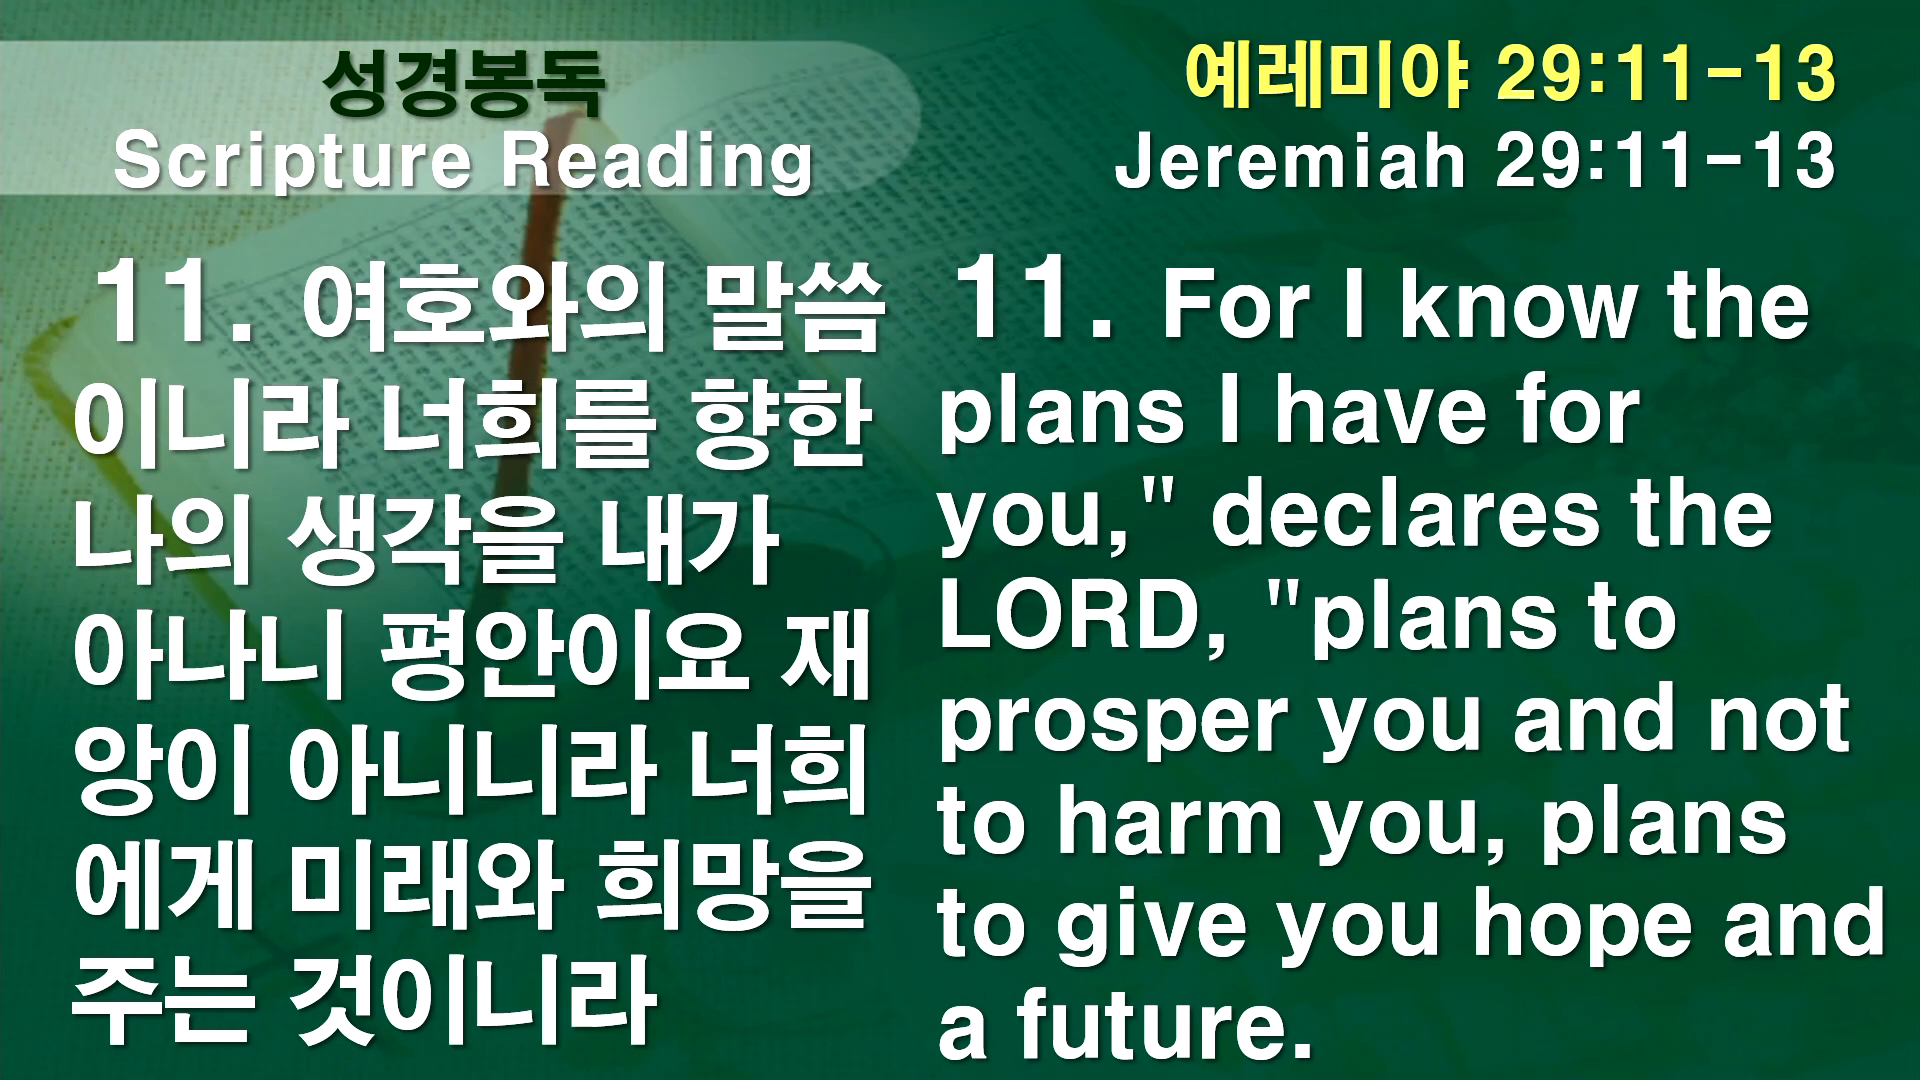 성경봉독
Scripture Reading
예레미야 29:11-13
Jeremiah 29:11-13
11. 여호와의 말씀
이니라 너희를 향한
나의 생각을 내가
아나니 평안이요 재
앙이 아니니라 너희
에게 미래와 희망을
주는 것이니라
11. For I know the
plans I have for
you," declares the
LORD, "plans to
prosper you and not
to harm you, plans
to give you hope and
a future.